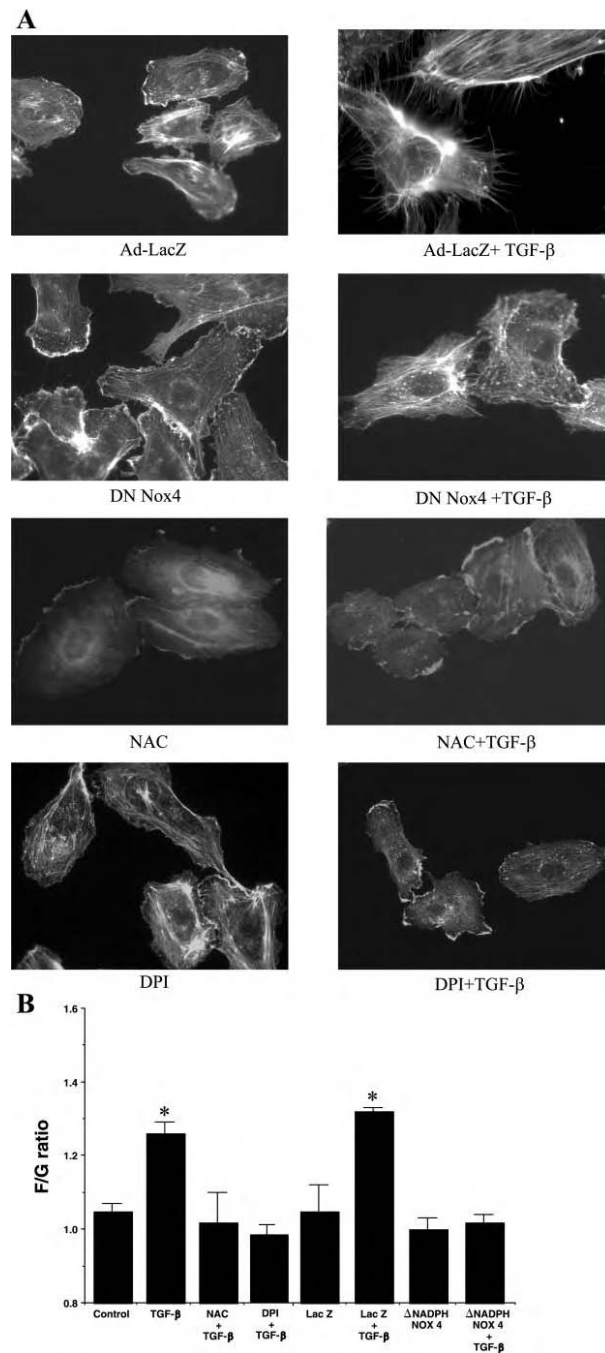 A
Ad-LacZ
Ad-LacZ+ TGF-β
DN Nox4
DN Nox4 +TGF-β
NAC
NAC+TGF-β
DPI
DPI+TGF-β
B
F/G ratio
1.6
1.4
1.2
1.0
0.8
*
*
Control
TGF-β
NAC
+
TGF-β
DPI
+
TGF-β
Lac Z
Lac Z
+
TGF-β
ΔNADPH
NOX 4
ΔNADPH
NOX 4
+
TGF-β